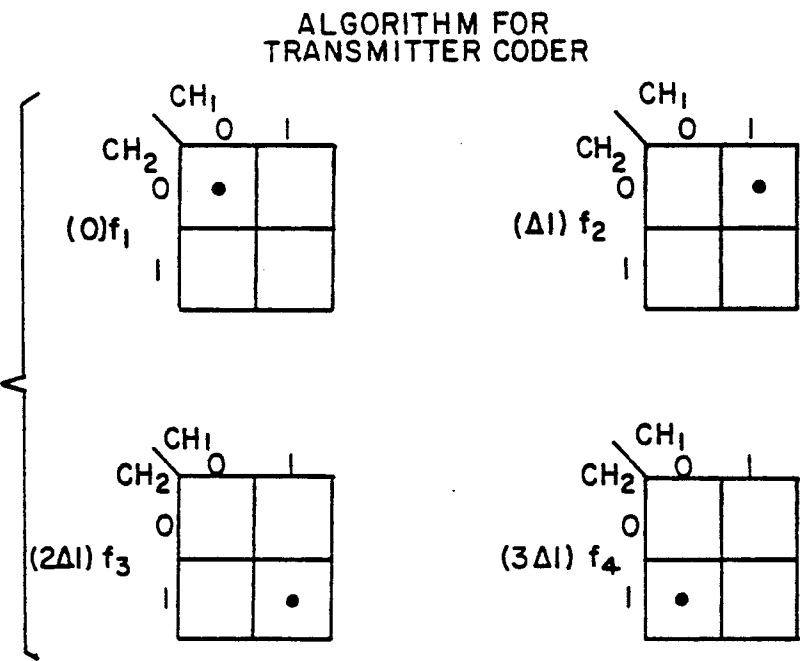 ALGORITHM FOR
TRANSMITTER CODER
CH1
0 1
CH2
0
(0)f1
1
CH1
0 1
CH2
0
(Δ1) f2
1
CH1
0 1
CH2
0
(2Δ1) f3
1
CH1
0 1
CH2
0
(3Δ1) f4
1